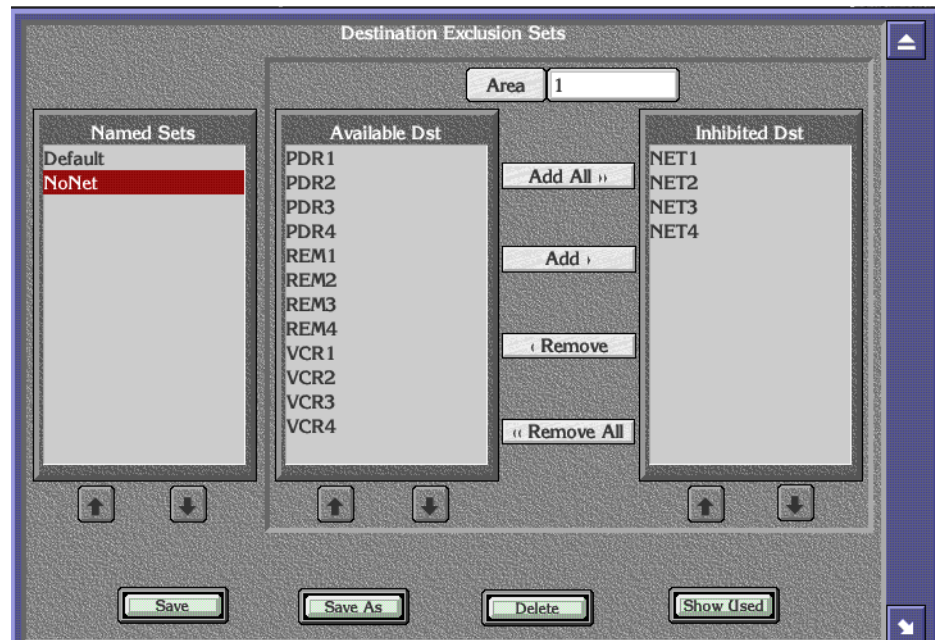 Destination Exclusion Sets
Area 1
Named Sets
Default
NoNet
Available Dst
PDR1
PDR2
PDR3
PDR4
REM1
REM2
REM3
REM4
VCR1
VCR2
VCR3
VCR4
Add All ››
Add ›
‹ Remove
‹‹ Remove All
Inhibited Dst
NET1
NET2
NET3
NET4
Save
Save As
Delete
Show Used